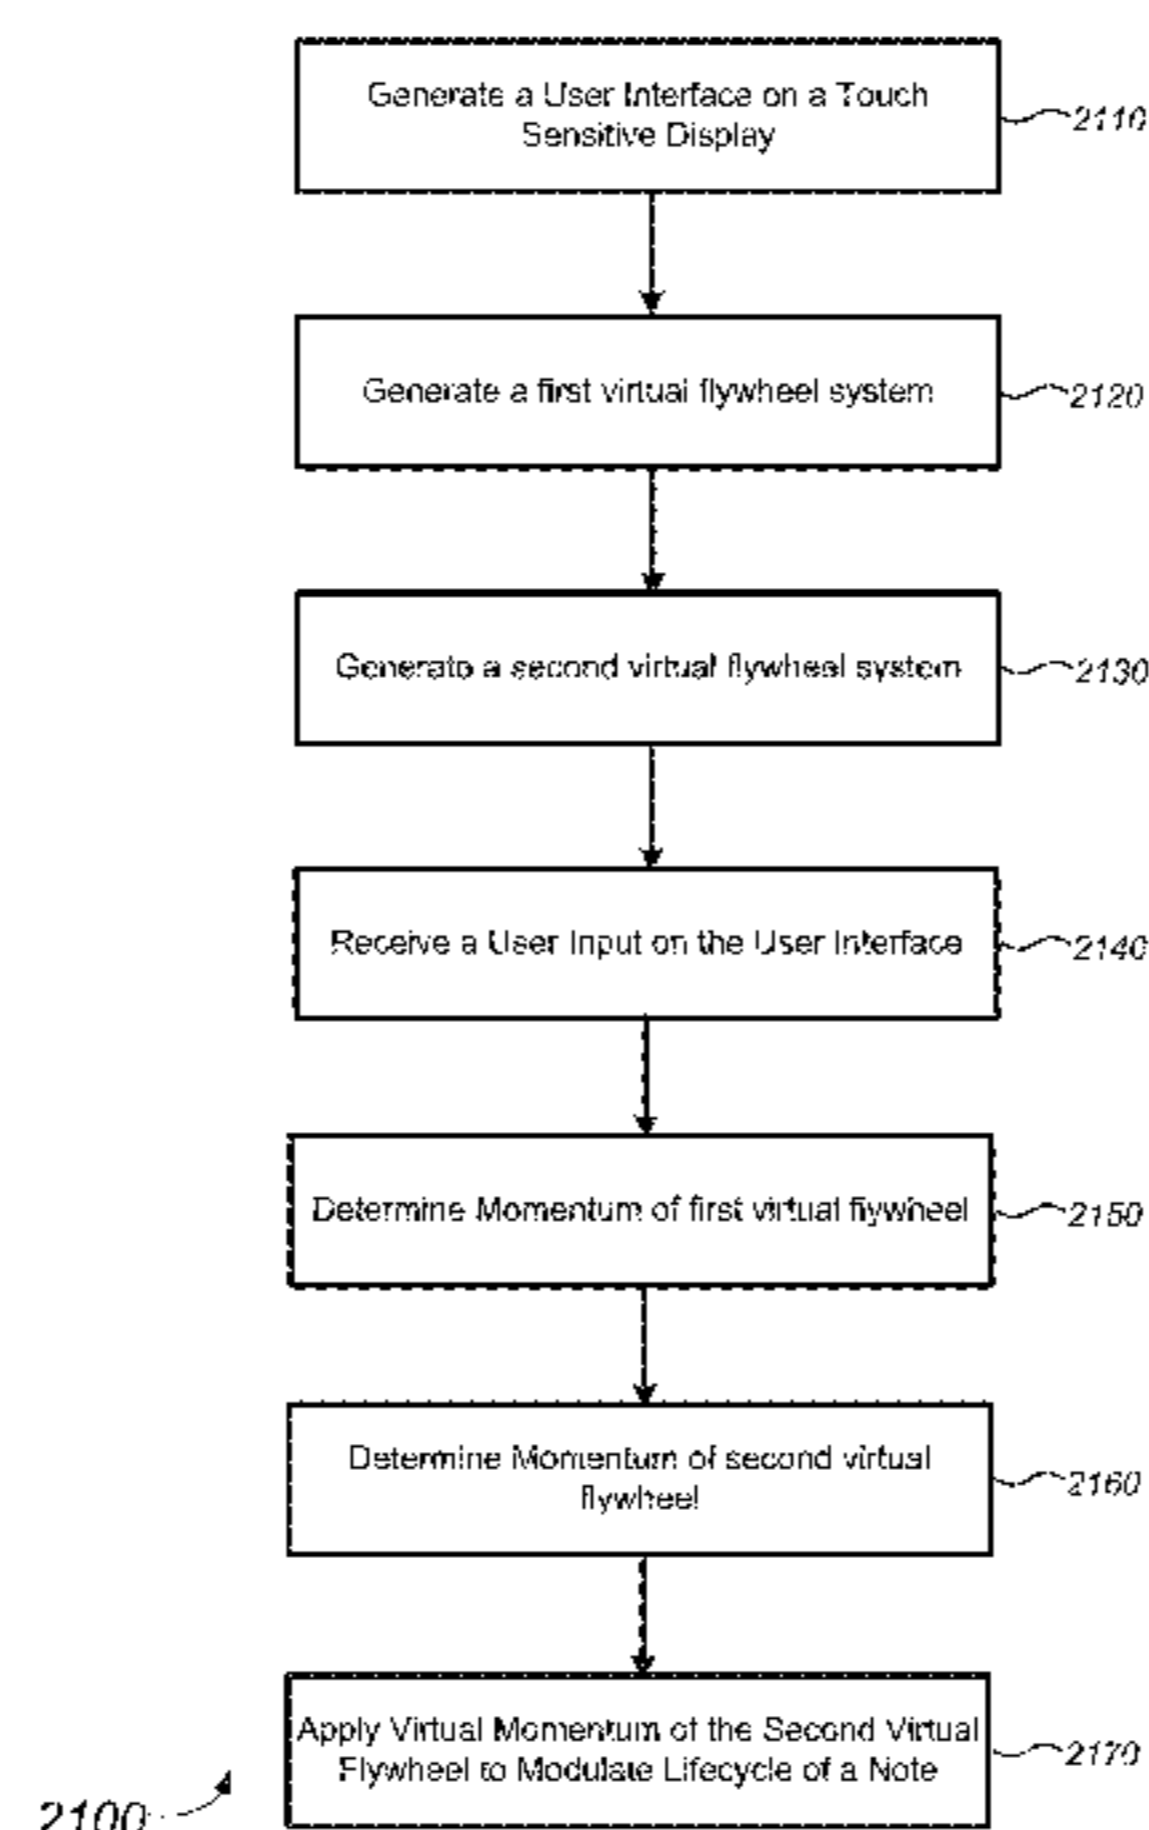 Generate a User Interface on a Touch
Sensitive Display
2110
Generate a first virtual flywheel system
2120
Generate a second virtual flywheel system
2130
Receive a User Input on the User Interface
2140
Determine Momentum of first virtual flywheel
2150
Determine Momentum of second virtual
flywheel
2160
Apply Virtual Momentum of the Second Virtual
Flywheel to Modulate Lifecycle of a Note
2170
2100